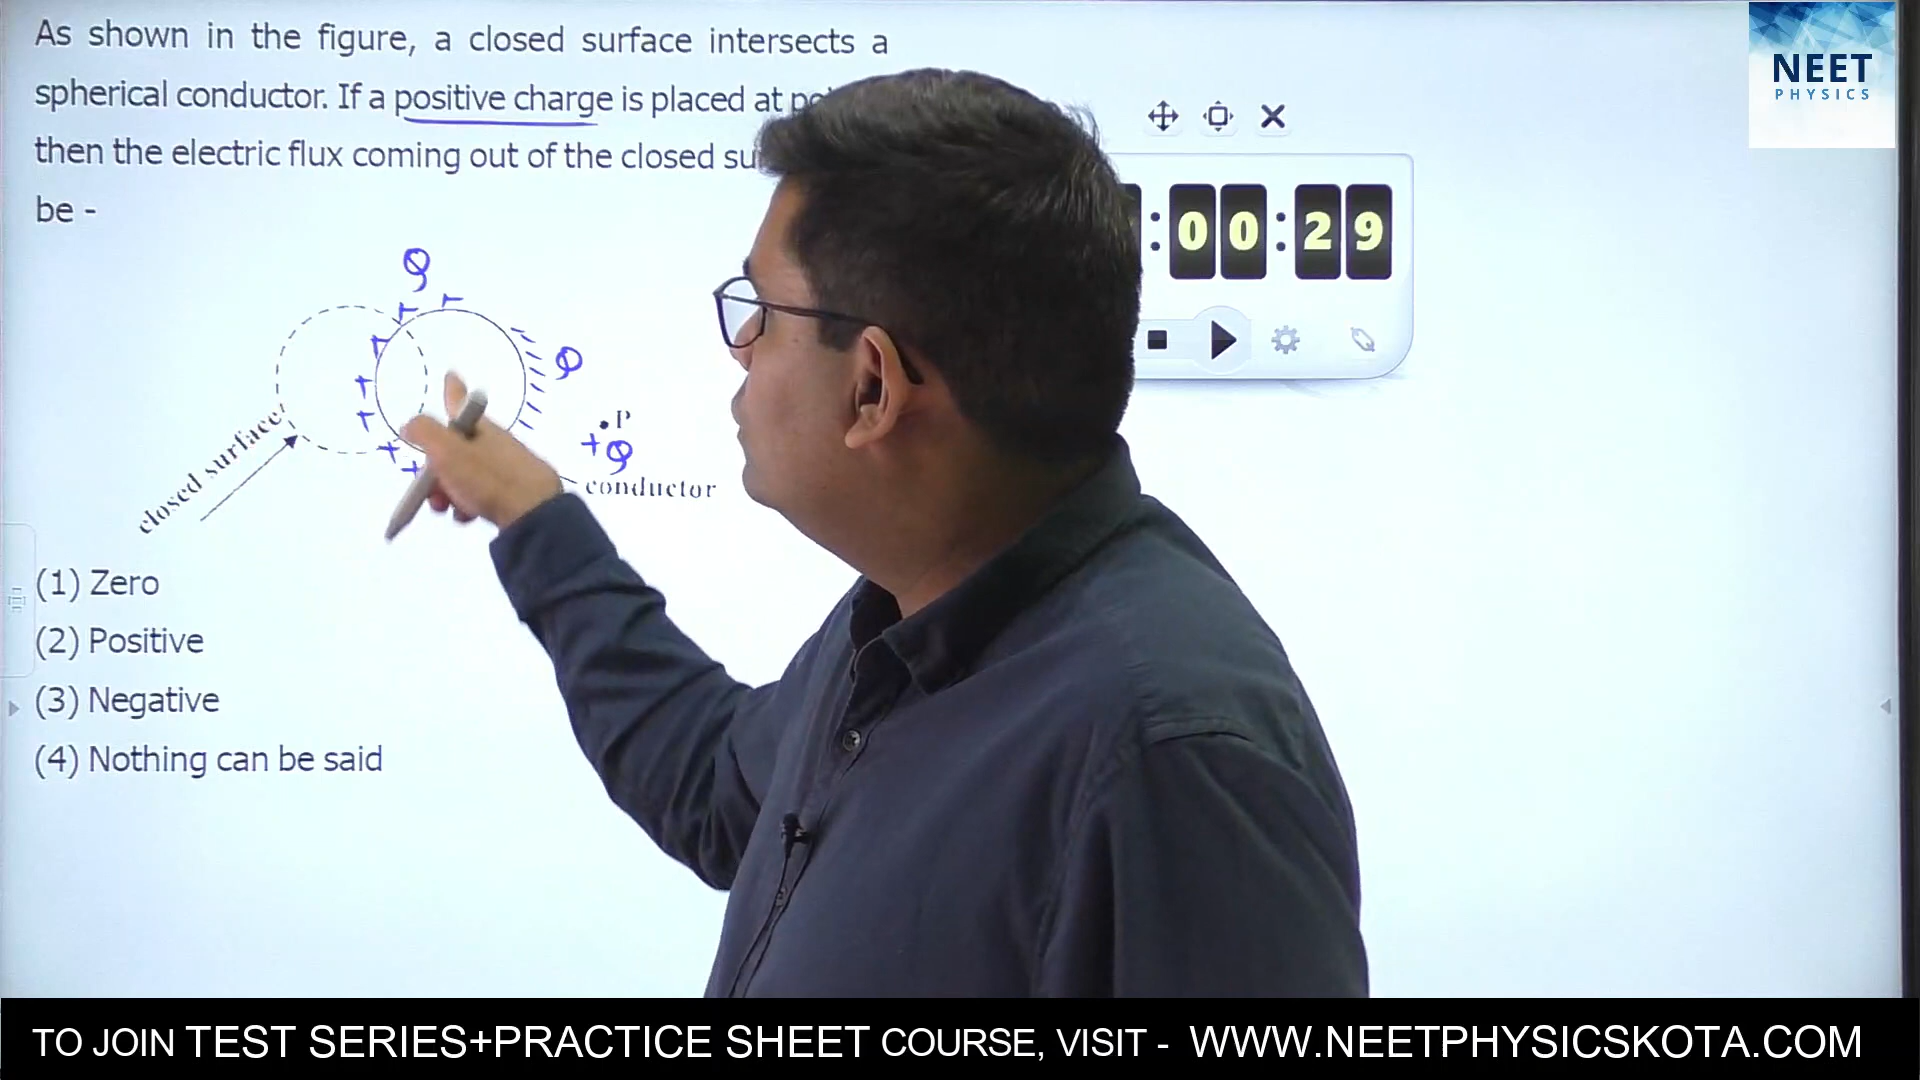 As shown in the figure, a closed surface intersects a
spherical conductor. If a positive charge is placed at
then the electric flux coming out of the closed
be -
Q
Q
P
+Q
closed surface
conductor
(1) Zero
(2) Positive
(3) Negative
(4) Nothing can be said
:00:29
NEET
PHYSICS
TO JOIN TEST SERIES+PRACTICE SHEET COURSE, VISIT - WWW.NEETPHYSICSKOTA.COM